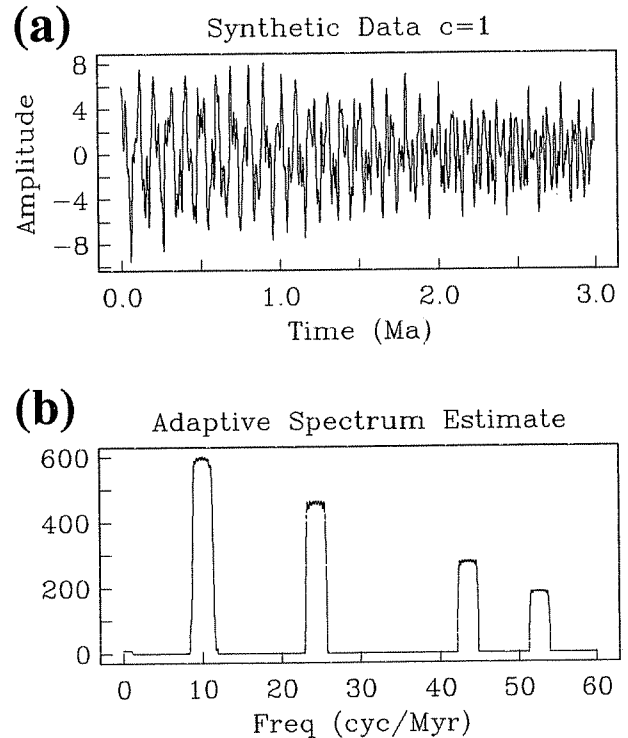 (a)
Synthetic Data c=1
Amplitude
8
4
0
−4
−8
0.0 1.0 2.0 3.0
Time (Ma)
(b)
Adaptive Spectrum Estimate
600
400
200
0
0 10 20 30 40 50 60
Freq (cyc/Myr)